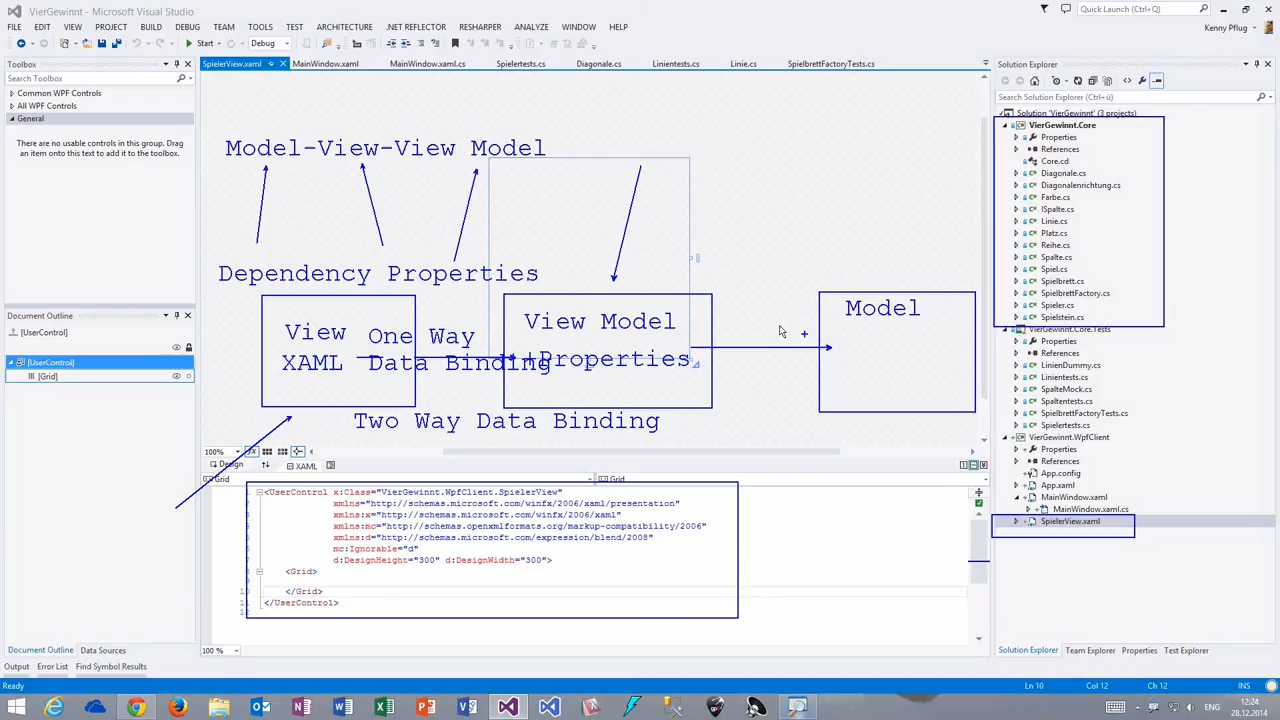 VierGewinnt - Microsoft Visual Studio
Quick Launch (Ctrl+Q)
FILE EDIT VIEW PROJECT BUILD DEBUG TEAM TOOLS TEST ARCHITECTURE .NET REFLECTOR RESHARPER ANALYZE WINDOW HELP
Kenny Pflug
Start Debug
Toolbox
Search Toolbox
Common WPF Controls
All WPF Controls
General
There are no usable controls in this group. Drag
an item onto this text to add it to the toolbox.
Document Outline
[UserControl]
[UserControl]
[Grid]
Document Outline Data Sources
Output Error List Find Symbol Results
SpielerView.xaml MainWindow.xaml MainWindow.xaml.cs Spielertests.cs Diagonale.cs Linientests.cs Linie.cs SpielbrettFactoryTests.cs
Model-View-View Model
Dependency Properties
View
XAML
One Way
Data Binding
View Model
+Properties
+
Model
Two Way Data Binding
100%
Design XAML
Grid Grid
1 <UserControl x:Class="VierGewinnt.WpfClient.SpielerView"
xmlns="http://schemas.microsoft.com/winfx/2006/xaml/presentation"
xmlns:x="http://schemas.microsoft.com/winfx/2006/xaml"
xmlns:mc="http://schemas.openxmlformats.org/markup-compatibility/2006"
xmlns:d="http://schemas.microsoft.com/expression/blend/2008"
mc:Ignorable="d"
d:DesignHeight="300" d:DesignWidth="300">
<Grid>
10 </Grid>
11 </UserControl>
12
100 %
Solution Explorer
Search Solution Explorer (Ctrl+ü)
Solution 'VierGewinnt' (3 projects)
VierGewinnt.Core
Properties
References
Core.cd
Diagonale.cs
Diagonalenrichtung.cs
Farbe.cs
ISpalte.cs
Linie.cs
Platz.cs
Reihe.cs
Spalte.cs
Spiel.cs
Spielbrett.cs
SpielbrettFactory.cs
Spieler.cs
Spielstein.cs
VierGewinnt.Core.Tests
Properties
References
LinienDummy.cs
Linientests.cs
SpalteMock.cs
Spaltentests.cs
SpielbrettFactoryTests.cs
Spielertests.cs
VierGewinnt.WpfClient
Properties
References
App.config
App.xaml
MainWindow.xaml
MainWindow.xaml.cs
SpielerView.xaml
Solution Explorer Team Explorer Properties Test Explorer
Ready Ln 10 Col 12 Ch 12 INS
ENG
12:24
28.12.2014